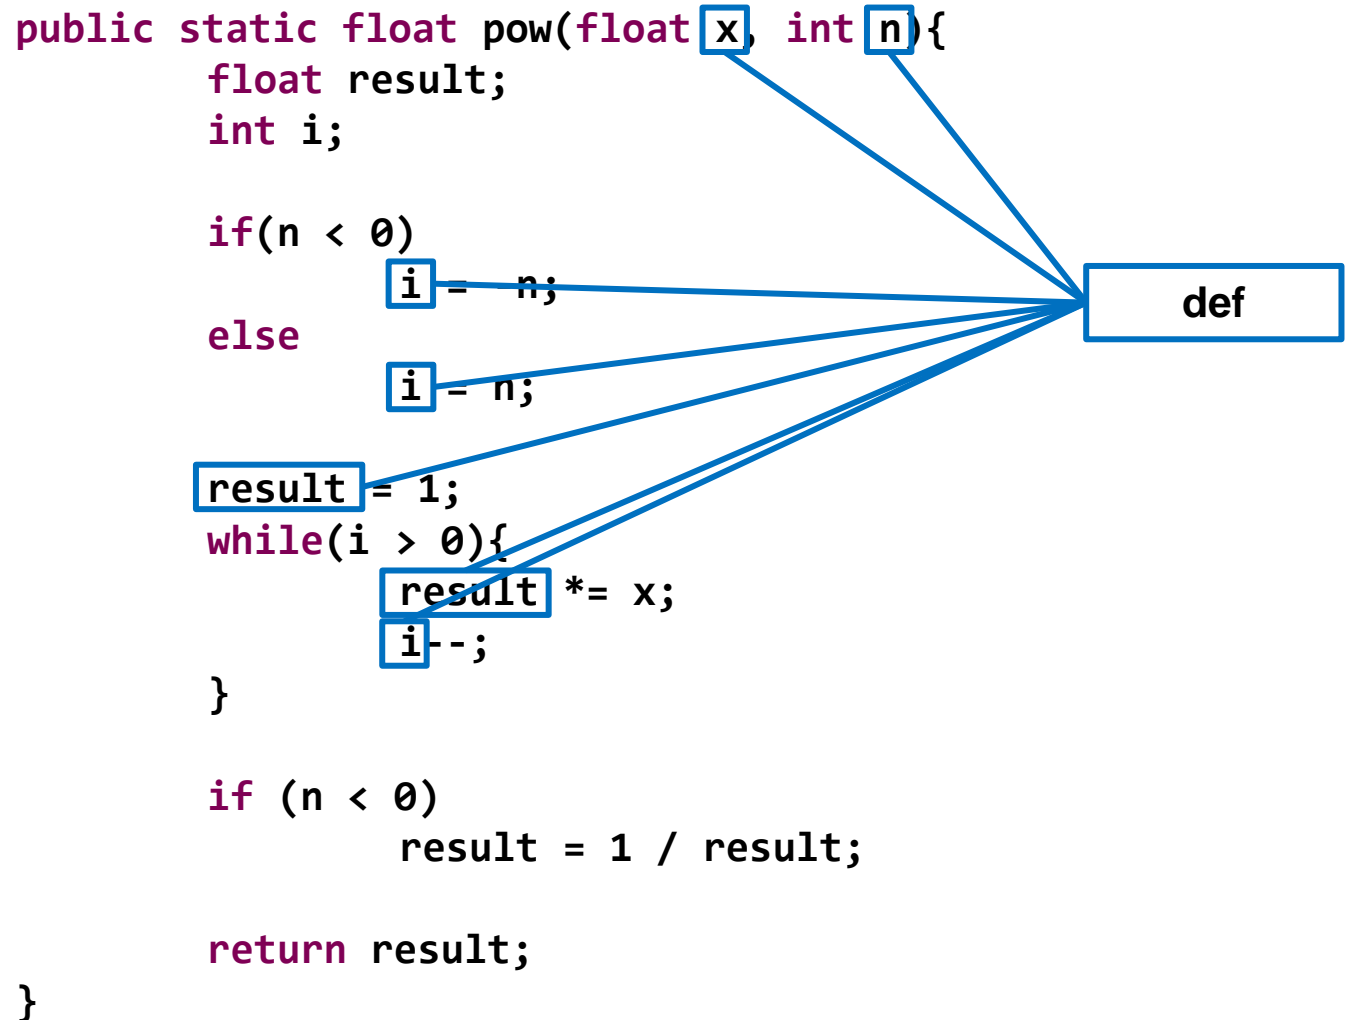 public static float pow(float x, int n){
float result;
int i;
if(n < 0)
i = -n;
else
i = n;
result = 1;
while(i > 0){
result *= x;
i--;
}
if (n < 0)
result = 1 / result;
return result;
}
def